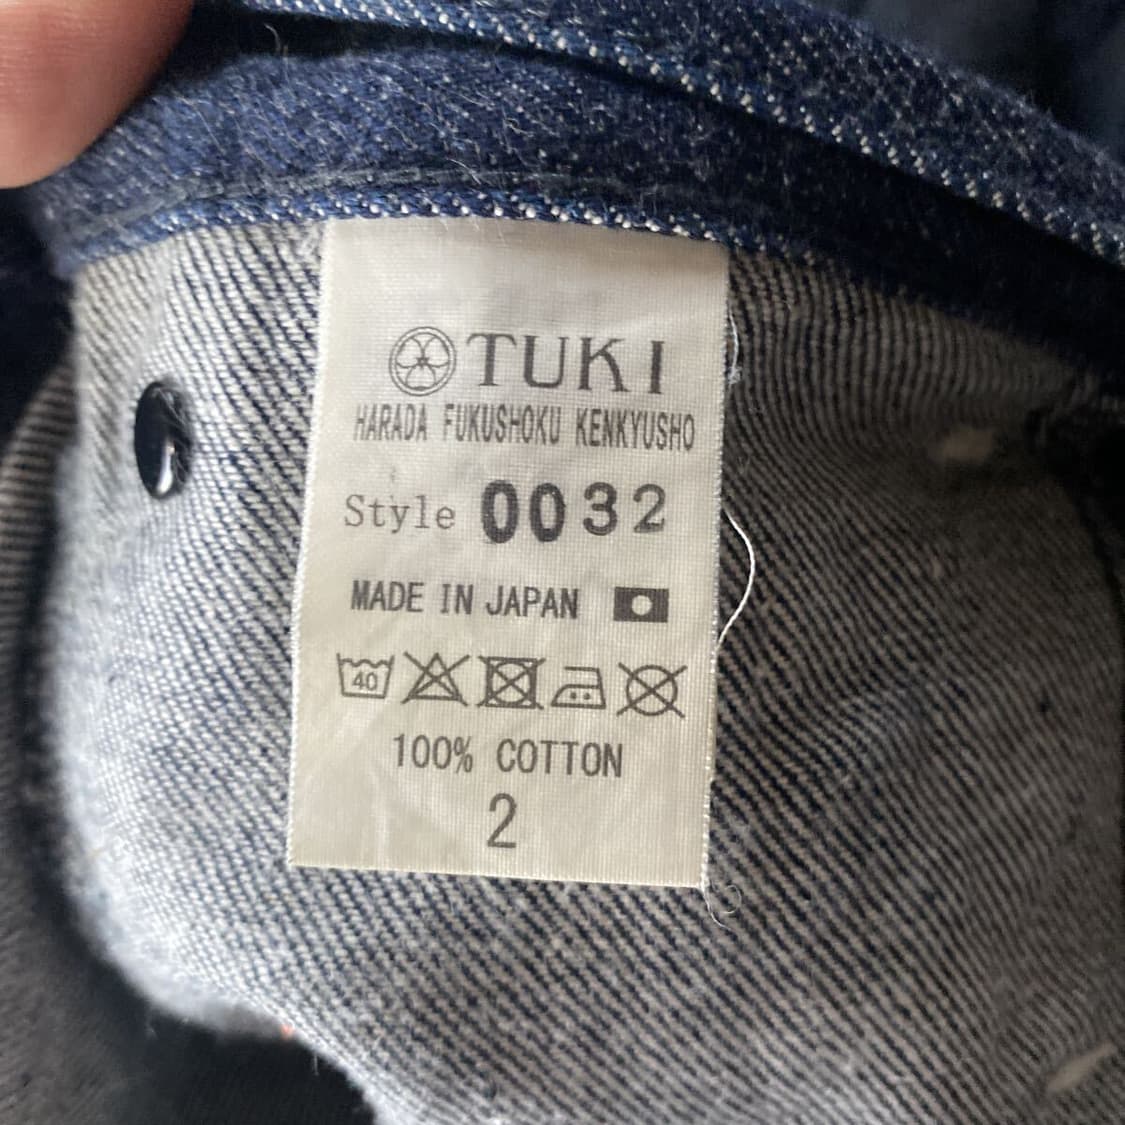 TUKI
HARADA FUKUSHOKU KENKYUSHO
Style 0032
MADE IN JAPAN
40
100% COTTON
2